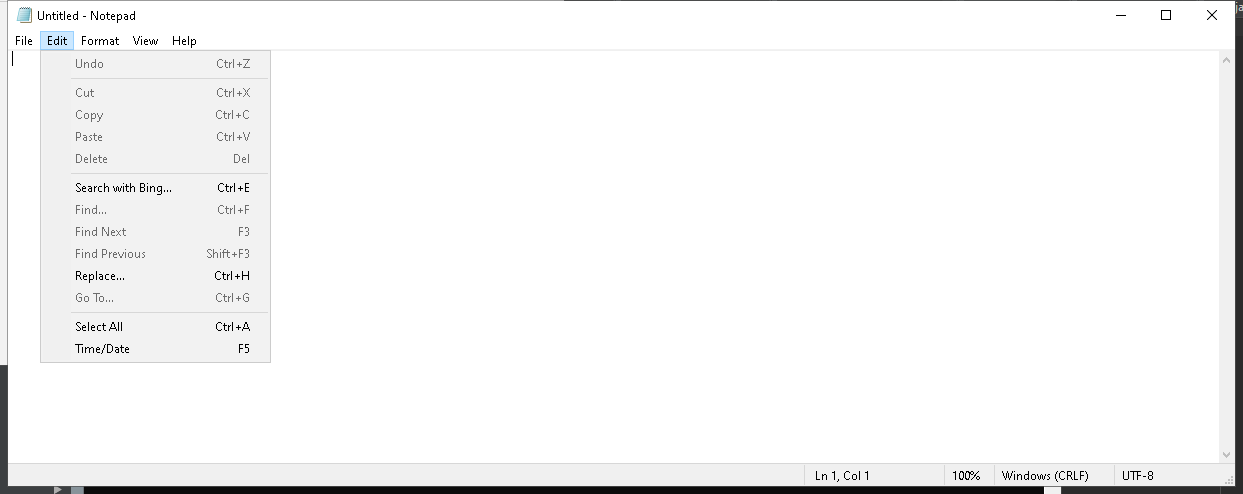 Untitled - Notepad
File Edit Format View Help
Undo Ctrl+Z
Cut Ctrl+X
Copy Ctrl+C
Paste Ctrl+V
Delete Del
Search with Bing... Ctrl+E
Find... Ctrl+F
Find Next F3
Find Previous Shift+F3
Replace... Ctrl+H
Go To... Ctrl+G
Select All Ctrl+A
Time/Date F5
Ln 1, Col 1 100% Windows (CRLF) UTF-8